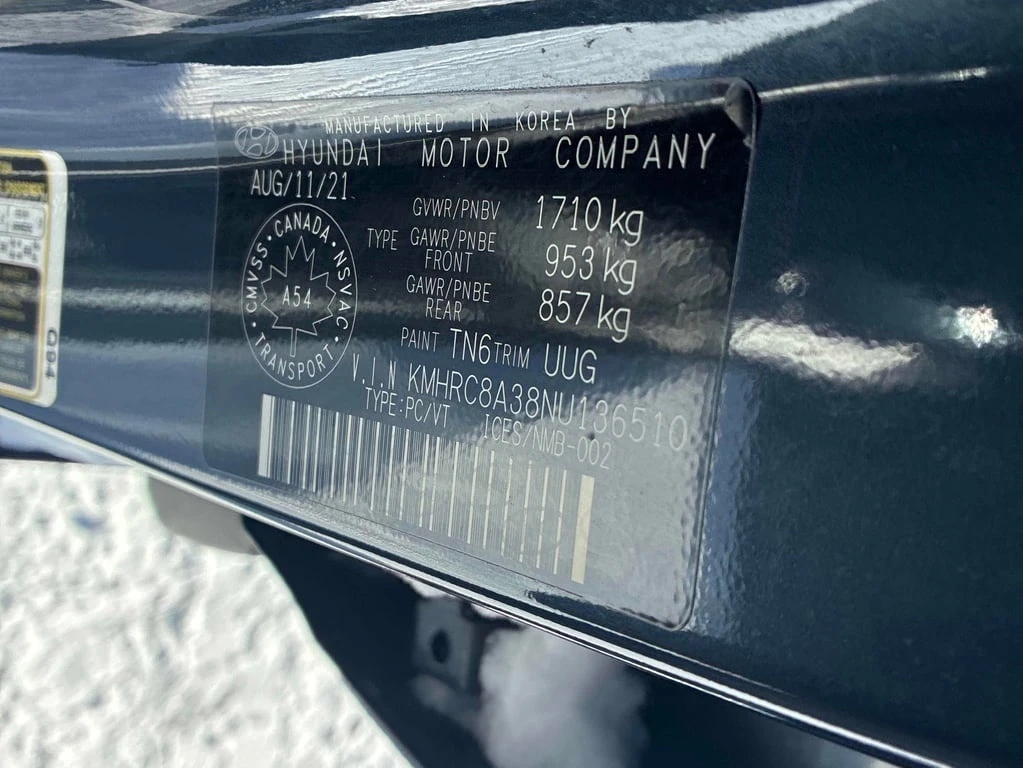 MANUFACTURED IN KOREA BY
HYUNDAI MOTOR COMPANY
AUG/11/21
GVWR/PNBV 1710 kg
TYPE GAWR/PNBE FRONT 953 kg
GAWR/PNBE REAR 857 kg
CMVSS • CANADA • NSVAC • TRANSPORT •
A54
PAINT TN6 TRIM UUG
V.I.N KMHRC8A38NU136510
TYPE:PC/VT ICES/NMB-002
G94